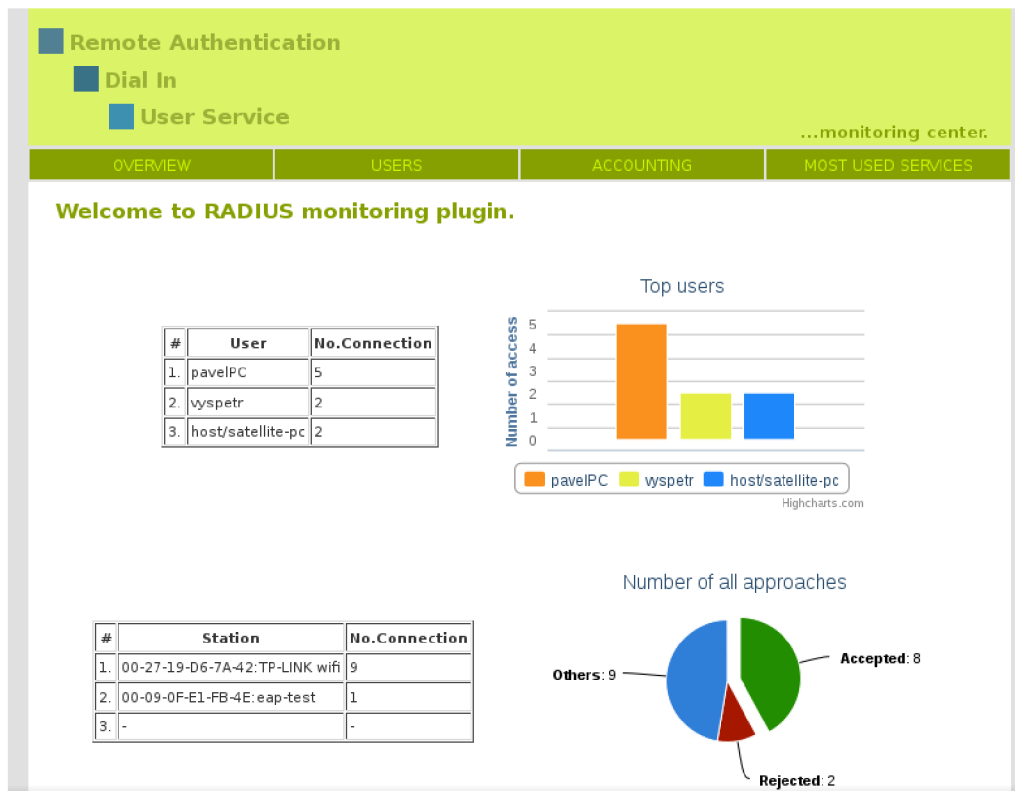 Remote Authentication
Dial In
User Service
...monitoring center.
OVERVIEW USERS ACCOUNTING MOST USED SERVICES
Welcome to RADIUS monitoring plugin.
# User No.Connection
1. pavelPC 5
2. vyspetr 2
3. host/satellite-pc 2
Top users
Number of access
5
4
3
2
1
0
pavelPC vyspetr host/satellite-pc
Highcharts.com
# Station No.Connection
1. 00-27-19-D6-7A-42:TP-LINK wifi 9
2. 00-09-0F-E1-FB-4E:eap-test 1
3. - -
Number of all approaches
Accepted: 8
Others: 9
Rejected: 2